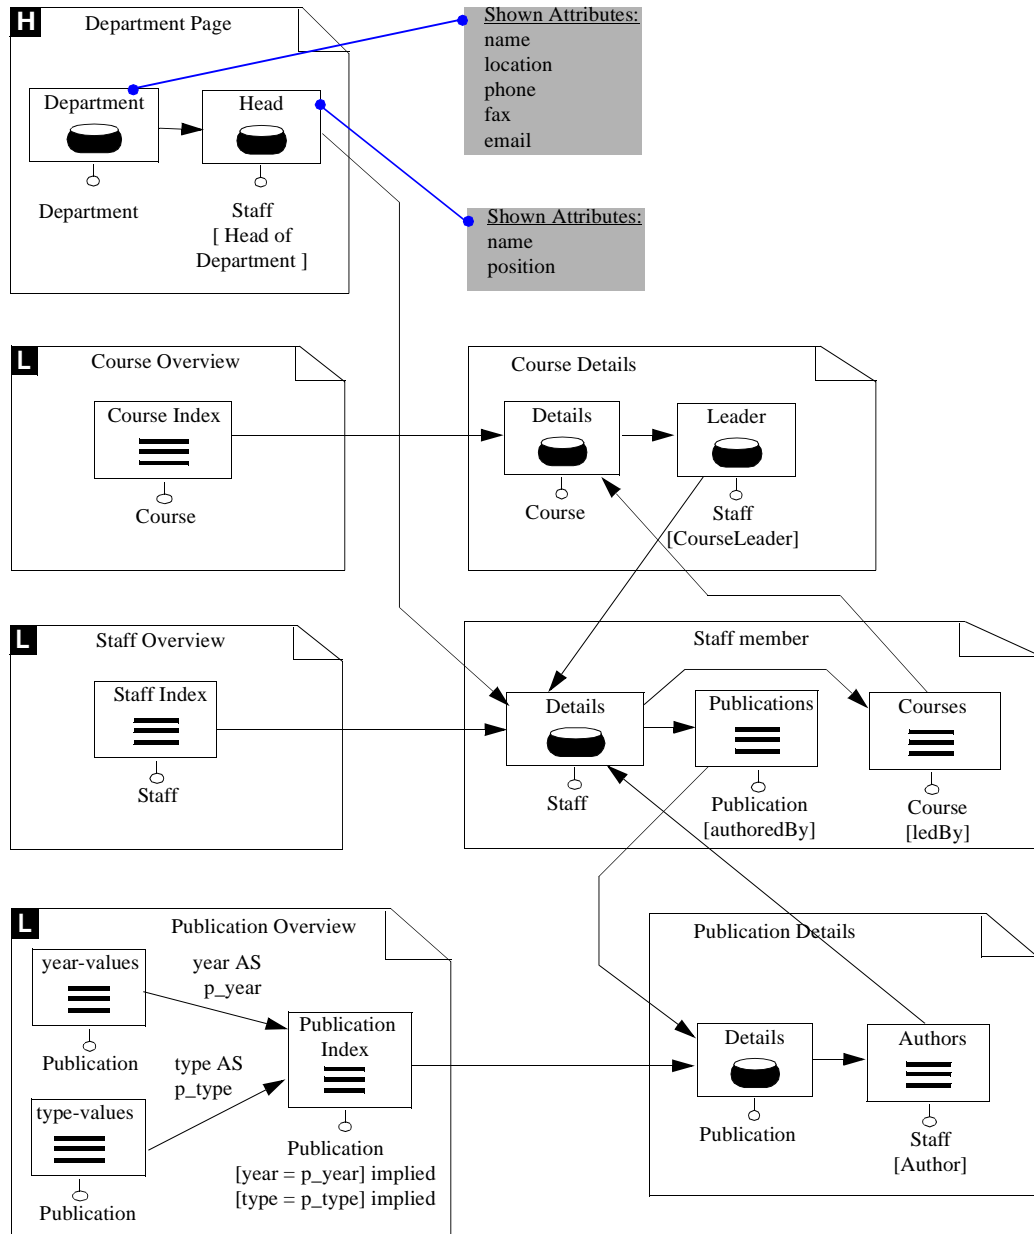 H
Department Page
Shown Attributes:
name
location
phone
fax
email
Department
Head
Department
Staff
[ Head of
Department ]
Shown Attributes:
name
position
L
Course Overview
Course Index
Course
Course Details
Details
Leader
Course
Staff
[CourseLeader]
L
Staff Overview
Staff Index
Staff
Staff member
Details
Publications
Courses
Staff
Publication
[authoredBy]
Course
[ledBy]
L
Publication Overview
year-values
year AS
p_year
Publication
Publication
Index
type AS
p_type
type-values
Publication
Publication
[year = p_year] implied
[type = p_type] implied
Publication Details
Details
Authors
Publication
Staff
[Author]